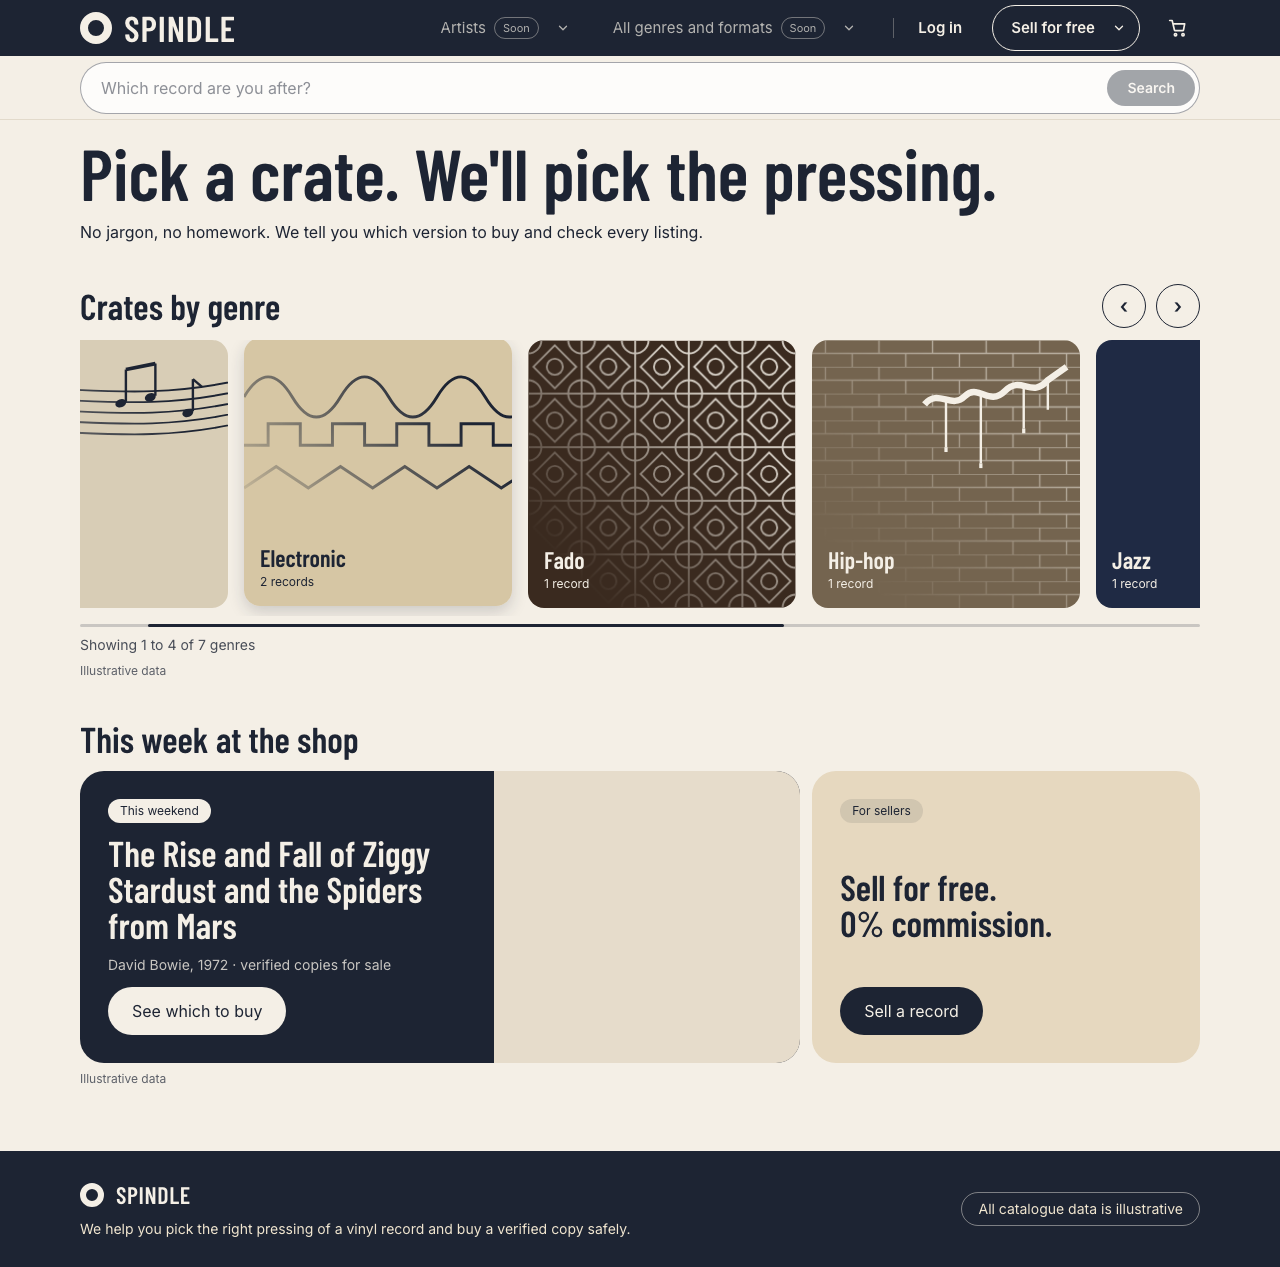 SPINDLE
Artists Soon
All genres and formats Soon
Log in
Sell for free
Which record are you after?
Search
Pick a crate. We'll pick the pressing.
No jargon, no homework. We tell you which version to buy and check every listing.
Crates by genre
Electronic
2 records
Fado
1 record
Hip-hop
1 record
Jazz
1 record
Showing 1 to 4 of 7 genres
Illustrative data
This week at the shop
This weekend
The Rise and Fall of Ziggy
Stardust and the Spiders
from Mars
David Bowie, 1972 · verified copies for sale
See which to buy
For sellers
Sell for free.
0% commission.
Sell a record
Illustrative data
SPINDLE
We help you pick the right pressing of a vinyl record and buy a verified copy safely.
All catalogue data is illustrative